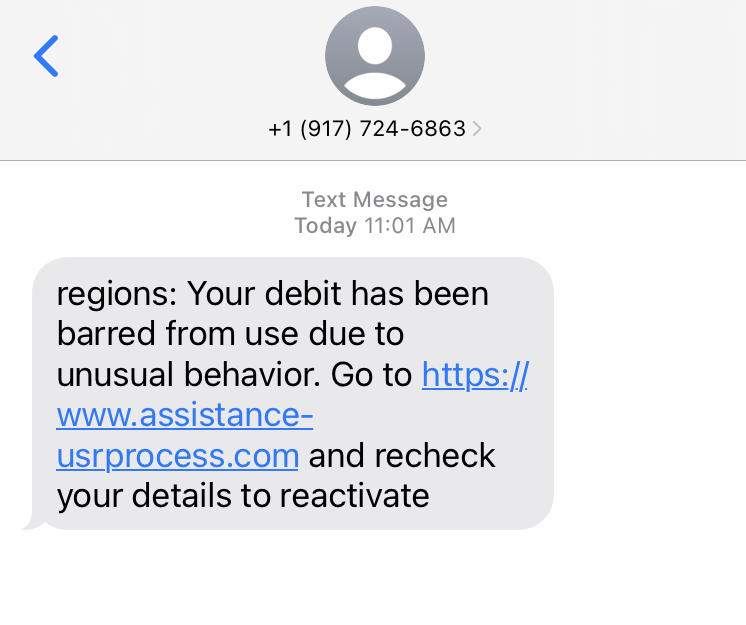 +1 (917) 724-6863
Text Message
Today 11:01 AM
regions: Your debit has been
barred from use due to
unusual behavior. Go to https://
www.assistance-
usrprocess.com and recheck
your details to reactivate